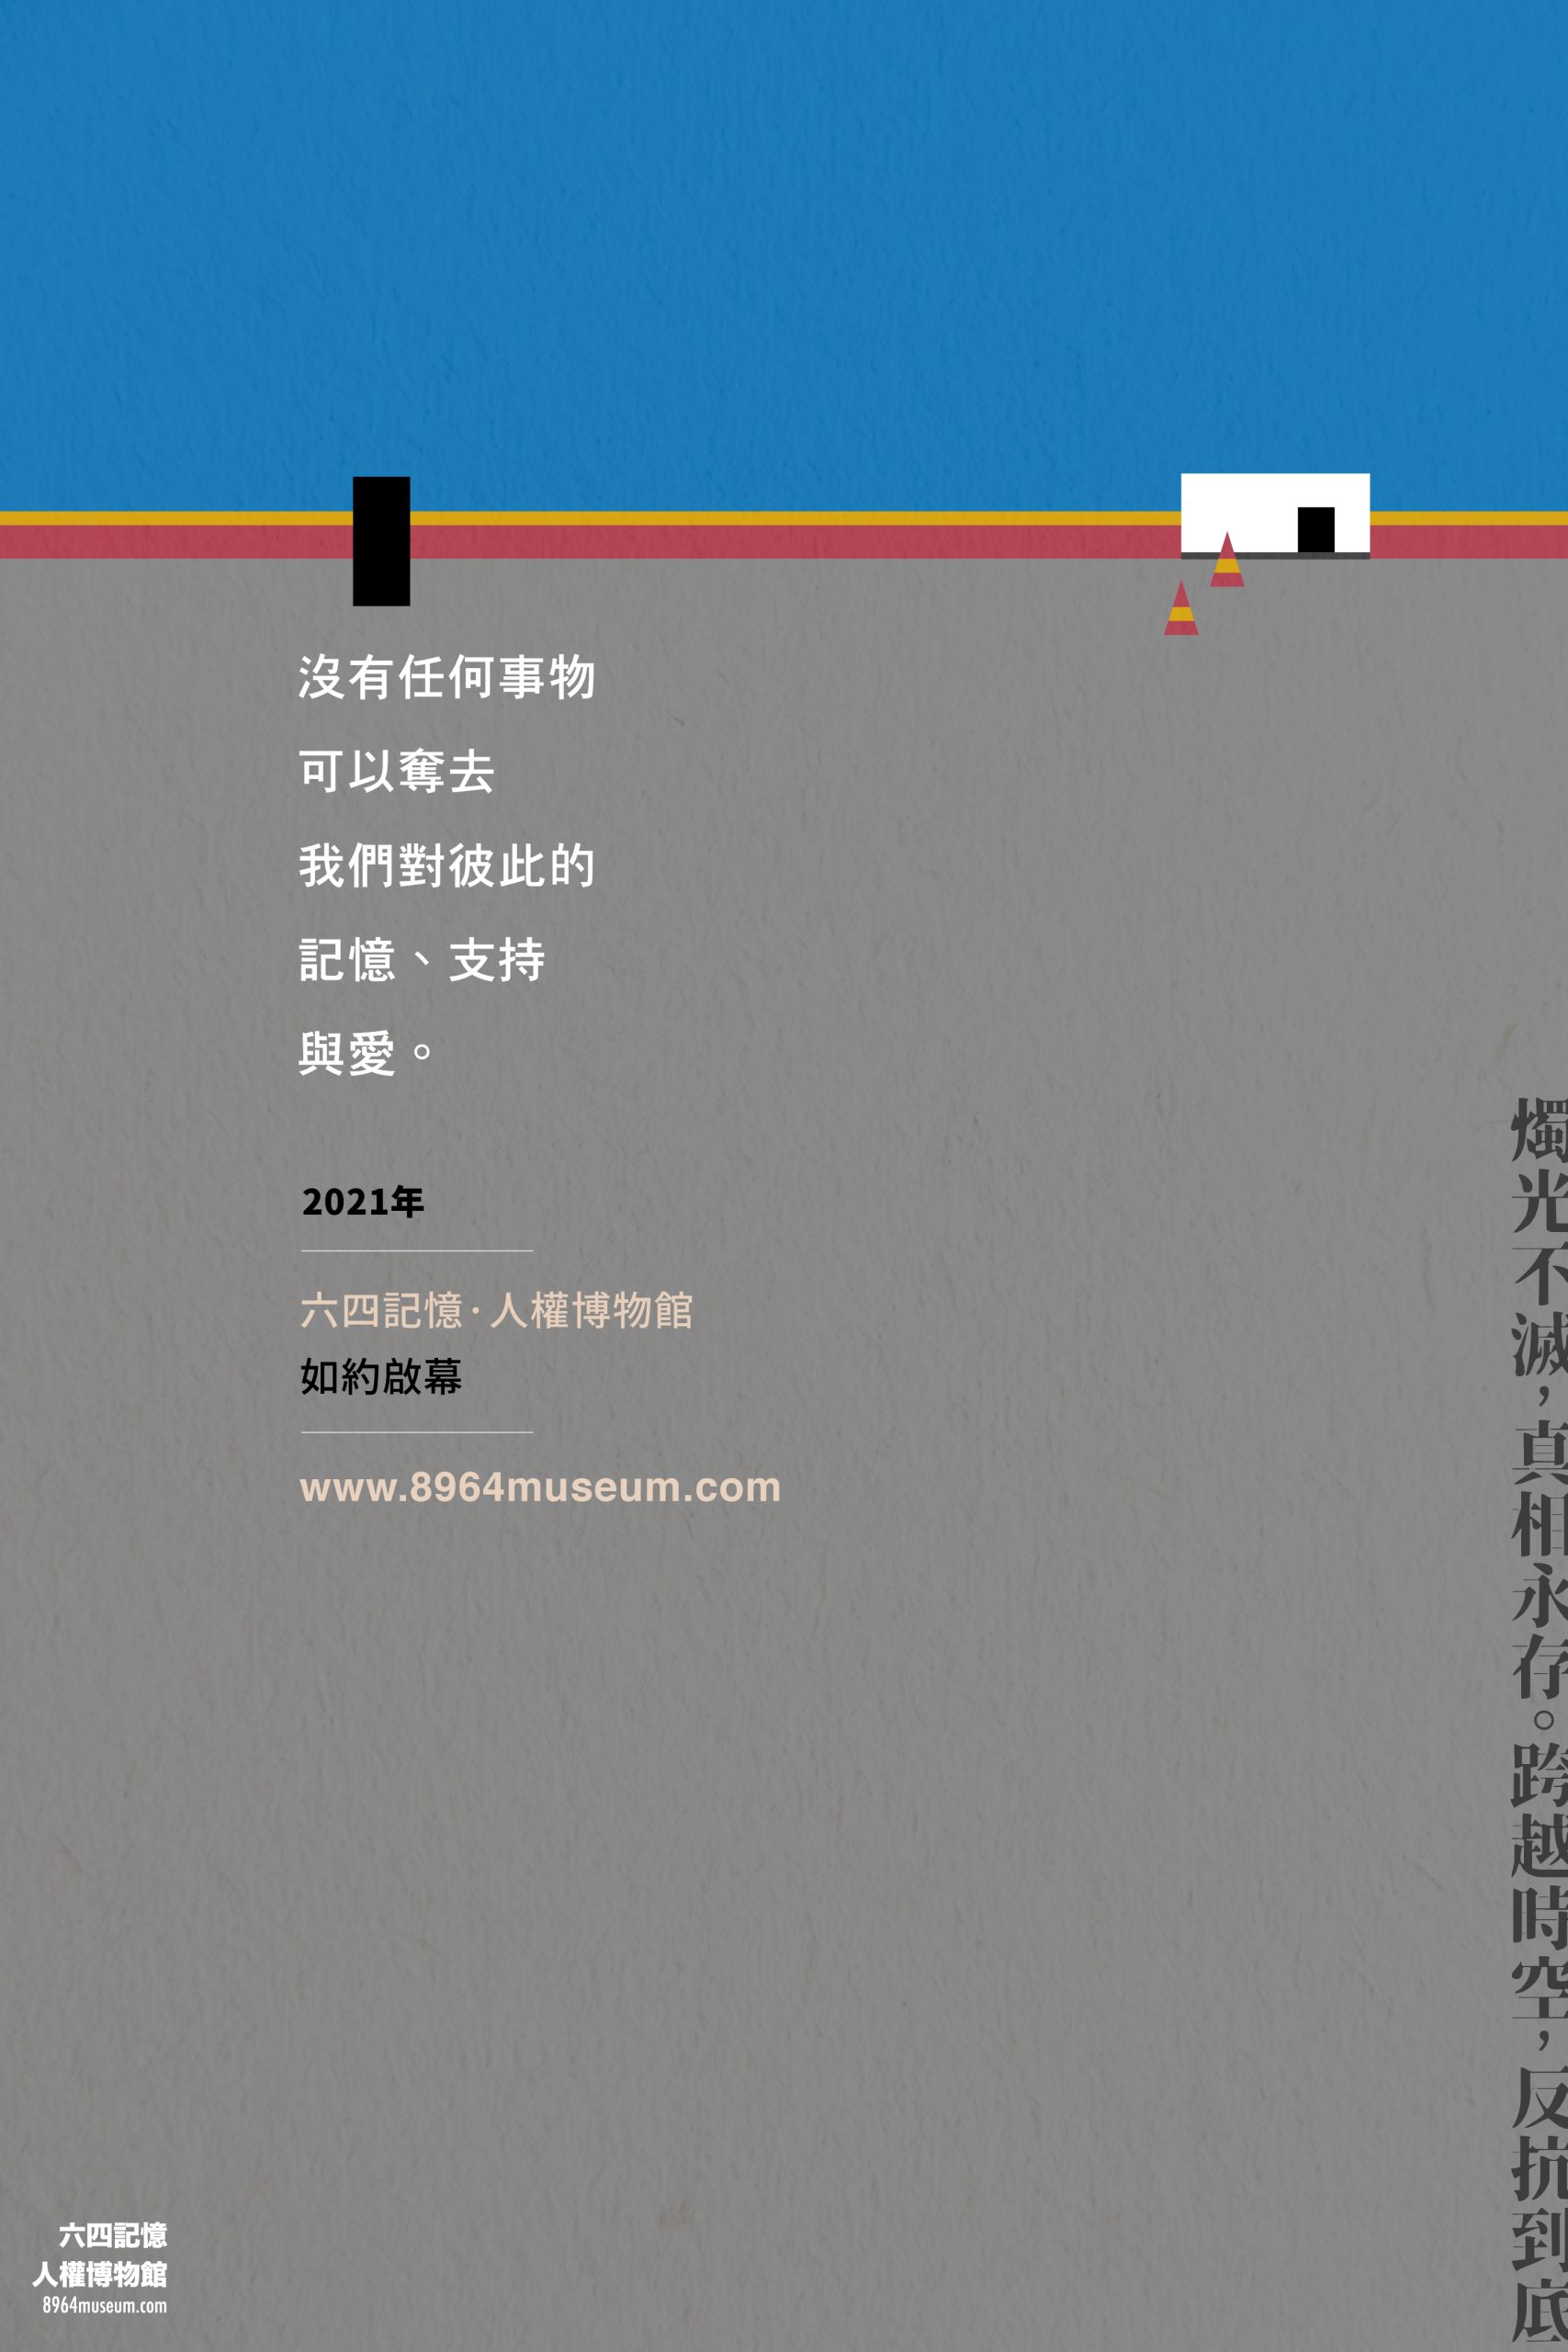 沒有任何事物
可以奪去
我們對彼此的
記憶、支持
與愛。
2021年
六四記憶·人權博物館
如約啟幕
www.8964museum.com
燭光不滅，真相永存。跨越時空，反抗到底
六四記憶
人權博物館
8964museum.com